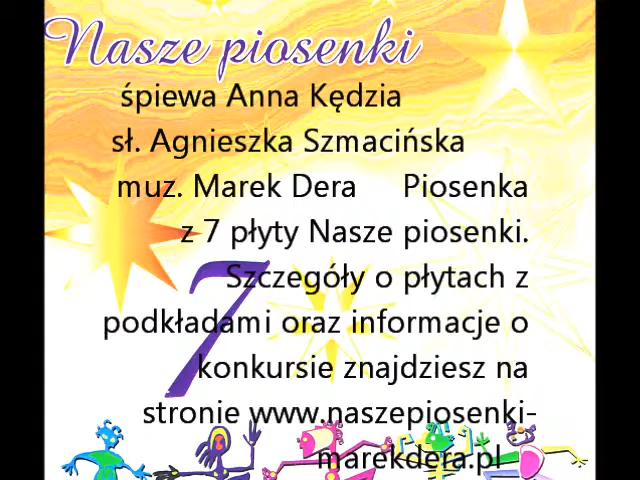 Nasze piosenki
śpiewa Anna Kędzia
sł. Agnieszka Szmacińska
muz. Marek Dera Piosenka
z 7 płyty Nasze piosenki.
7
Szczegóły o płytach z
podkładami oraz informacje o
konkursie znajdziesz na
stronie www.naszepiosenki-
marekdera.pl